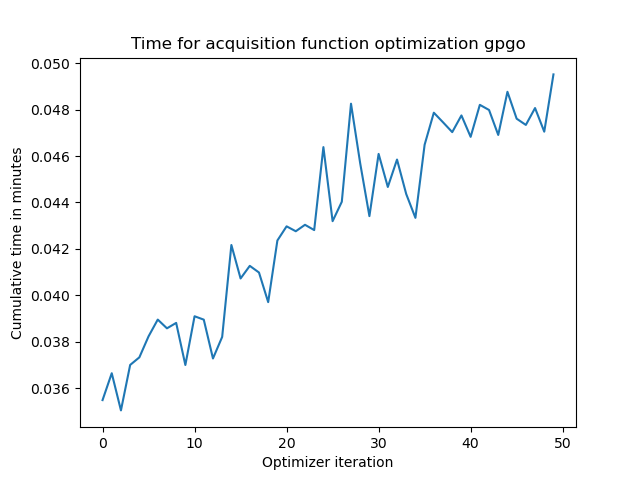 Time for acquisition function optimization gpgo
0.050
0.048
0.046
0.044
0.042
0.040
0.038
0.036
Cumulative time in minutes
0 10 20 30 40 50
Optimizer iteration